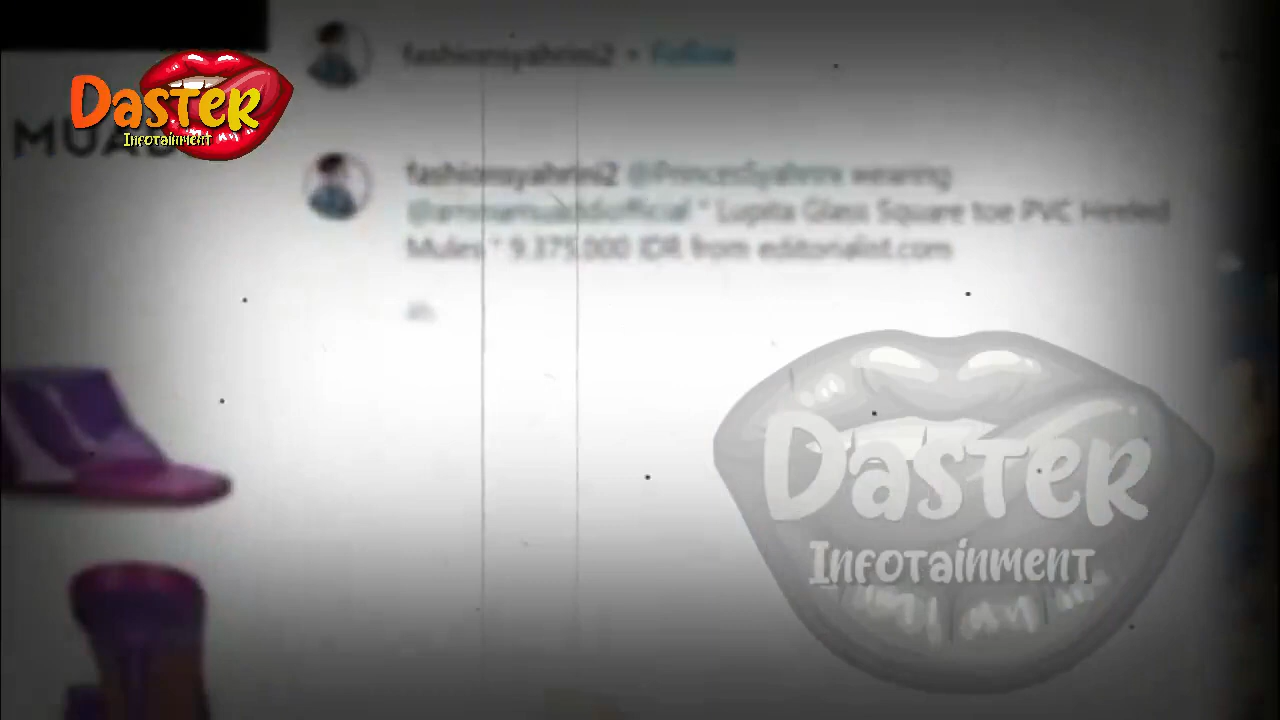 fashionsyahrini2 • Follow
DASTER
INFOTAINMENT
MUAD
fashionsyahrini2 @PrincesSyahrini wearing
@aminamuaddiofficial " Lupita Glass Square toe PVC Heeled
Mules " 9.375.000 IDR from editorialist.com
DASTER
INFOTAINMENT